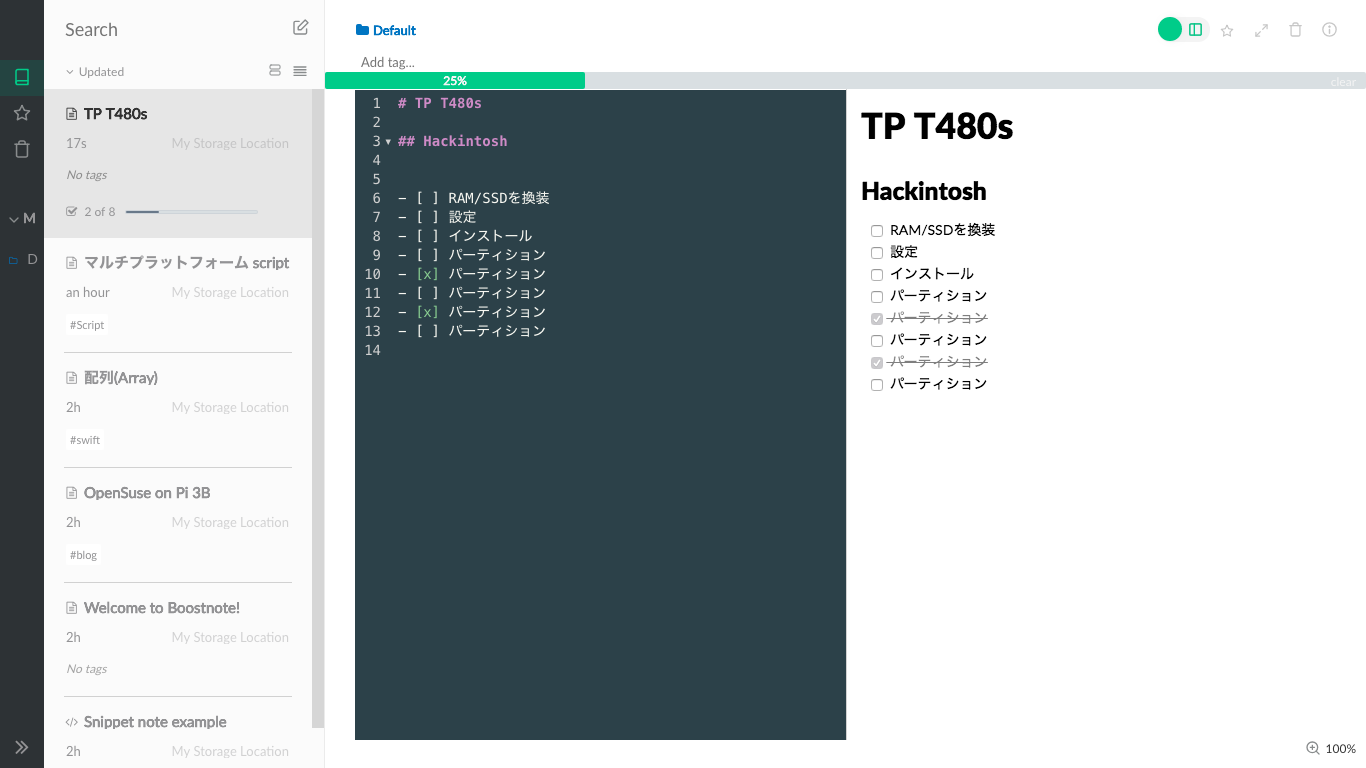 Search
Updated
TP T480s
17s My Storage Location
No tags
2 of 8
マルチプラットフォーム script
an hour My Storage Location
#Script
配列(Array)
2h My Storage Location
#swift
OpenSuse on Pi 3B
2h My Storage Location
#blog
Welcome to Boostnote!
2h My Storage Location
No tags
Snippet note example
2h My Storage Location
M
D
Default
Add tag...
25%
clear
1 # TP T480s
2
3 ## Hackintosh
4
5
6 - [ ] RAM/SSDを換装
7 - [ ] 設定
8 - [ ] インストール
9 - [ ] パーティション
10 - [x] パーティション
11 - [ ] パーティション
12 - [x] パーティション
13 - [ ] パーティション
14
TP T480s
Hackintosh
RAM/SSDを換装
設定
インストール
パーティション
パーティション
パーティション
パーティション
パーティション
100%